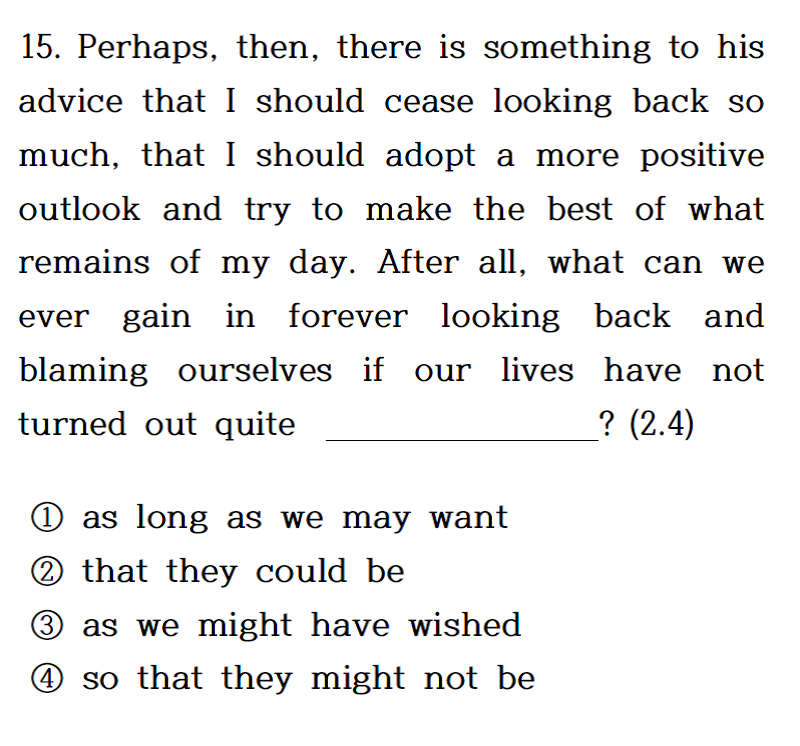 15. Perhaps, then, there is something to his
advice that I should cease looking back so
much, that I should adopt a more positive
outlook and try to make the best of what
remains of my day. After all, what can we
ever gain in forever looking back and
blaming ourselves if our lives have not
turned out quite ____________? (2.4)
① as long as we may want
② that they could be
③ as we might have wished
④ so that they might not be